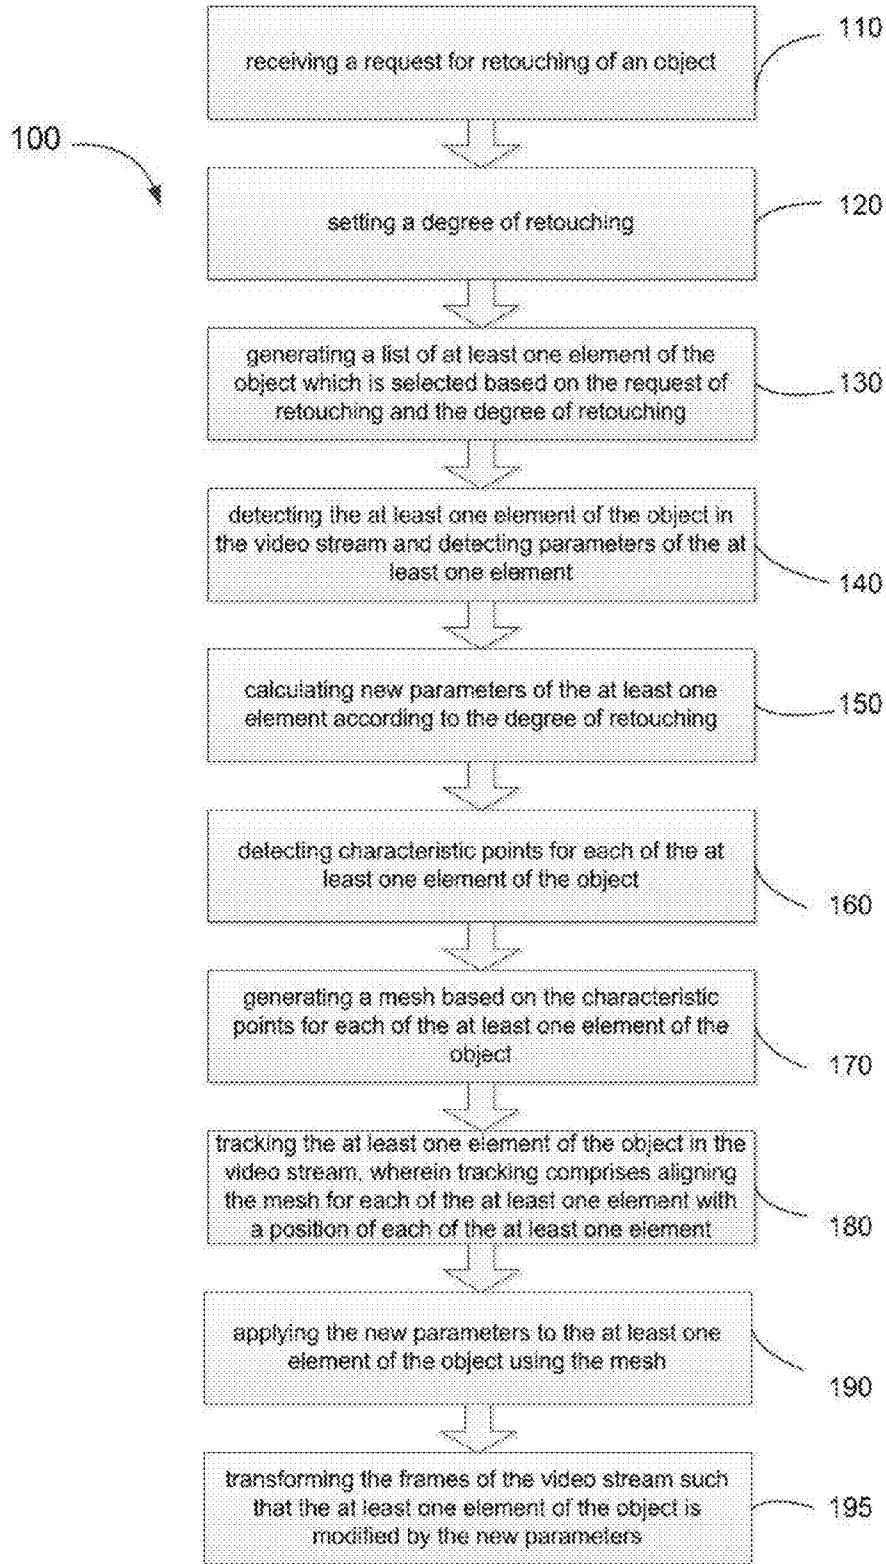 receiving a request for retouching of an object
110
100
setting a degree of retouching
120
generating a list of at least one element of the
object which is selected based on the request of
retouching and the degree of retouching
130
detecting the at least one element of the object in
the video stream and detecting parameters of the at
least one element
140
calculating new parameters of the at least one
element according to the degree of retouching
150
detecting characteristic points for each of the at
least one element of the object
160
generating a mesh based on the characteristic
points for each of the at least one element of the
object
170
tracking the at least one element of the object in the
video stream, wherein tracking comprises aligning
the mesh for each of the at least one element with
a position of each of the at least one element
180
applying the new parameters to the at least one
element of the object using the mesh
190
transforming the frames of the video stream such
that the at least one element of the object is
modified by the new parameters
195